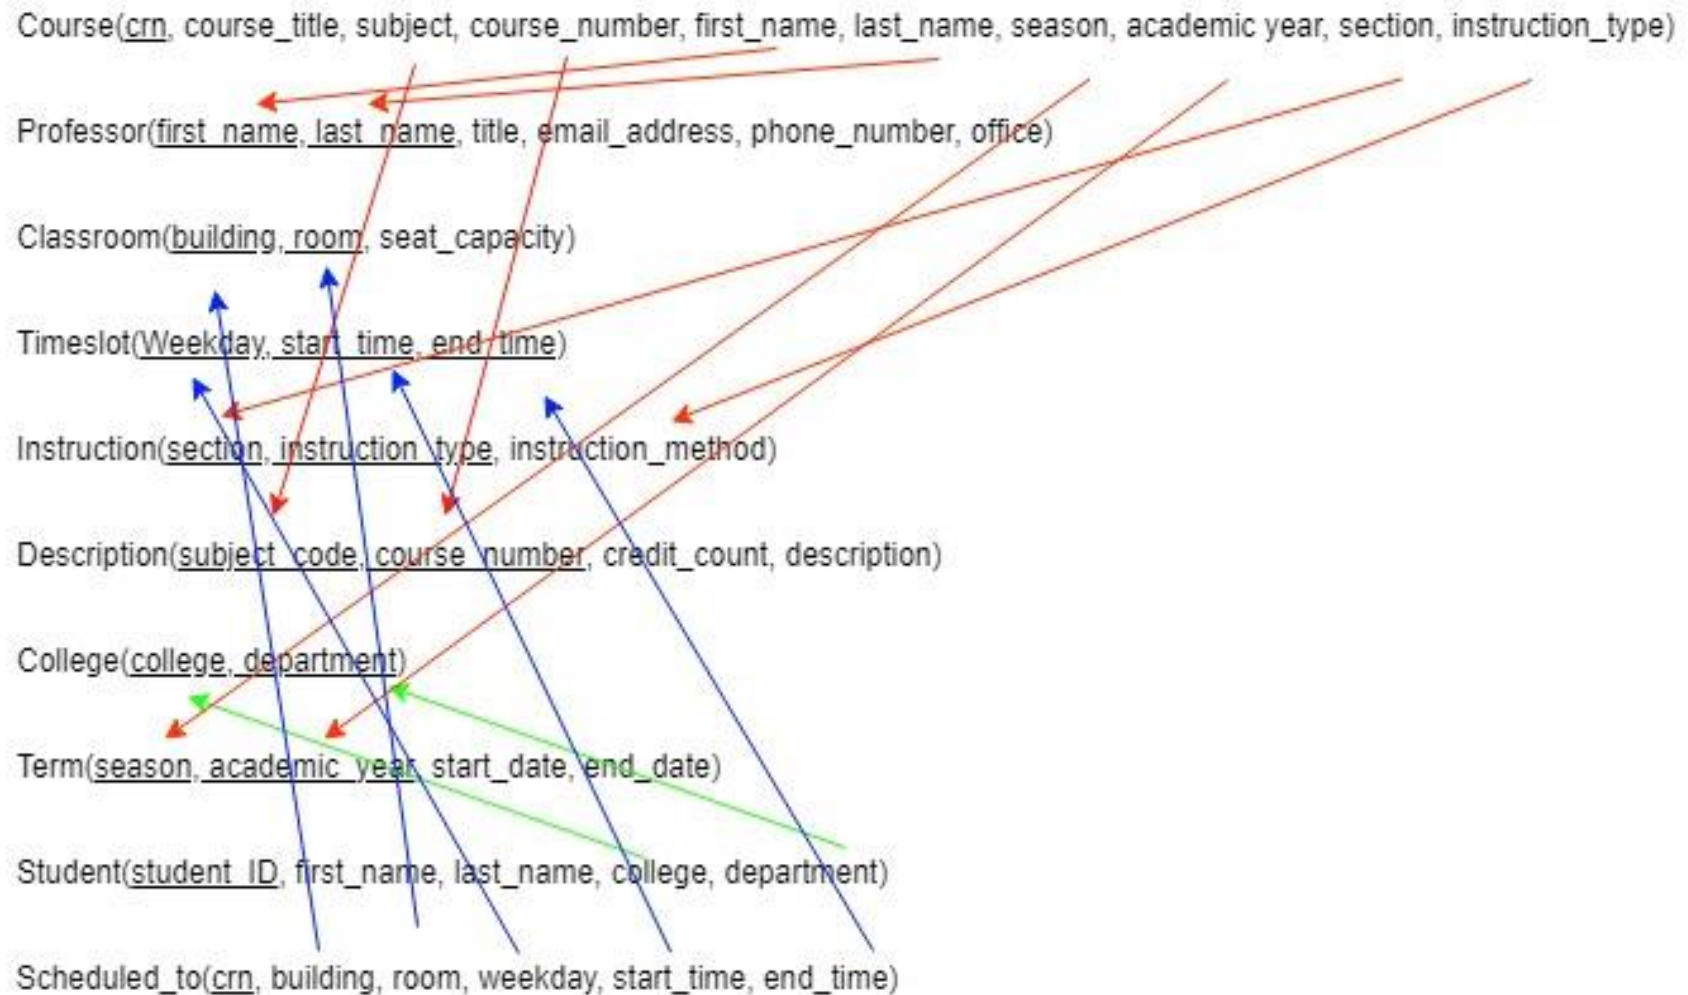 Course(crn, course_title, subject, course_number, first_name, last_name, season, academic year, section, instruction_type)
Professor(first_name, last_name, title, email_address, phone_number, office)
Classroom(building, room, seat_capacity)
Timeslot(Weekday, start_time, end_time)
Instruction(section, instruction_type, instruction_method)
Description(subject_code, course_number, credit_count, description)
College(college, department)
Term(season, academic_year, start_date, end_date)
Student(student_ID, first_name, last_name, college, department)
Scheduled_to(crn, building, room, weekday, start_time, end_time)